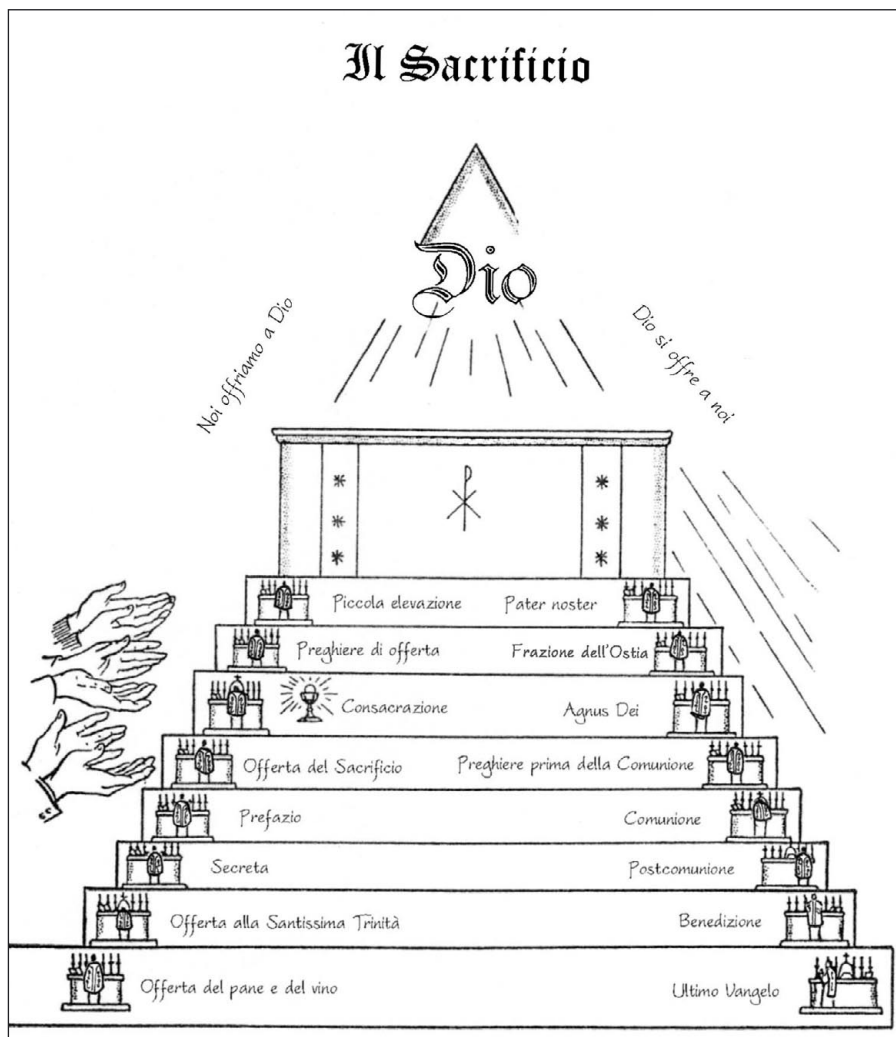 Il Sacrificio
Dio
Noi offriamo a Dio
Dio si offre a noi
Piccola elevazione Pater noster
Preghiere di offerta Frazione dell'Ostia
Consacrazione Agnus Dei
Offerta del Sacrificio Preghiere prima della Comunione
Prefazio Comunione
Secreta Postcomunione
Offerta alla Santissima Trinità Benedizione
Offerta del pane e del vino Ultimo Vangelo